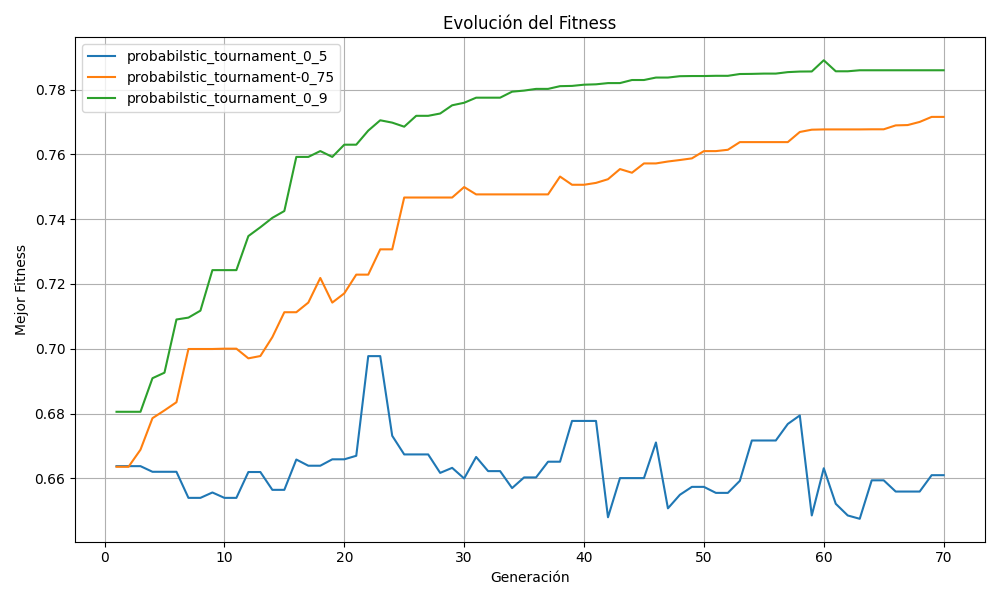 Evolución del Fitness
probabilstic_tournament_0_5
probabilstic_tournament-0_75
probabilstic_tournament_0_9
Mejor Fitness
0.78
0.76
0.74
0.72
0.70
0.68
0.66
0 10 20 30 40 50 60 70
Generación